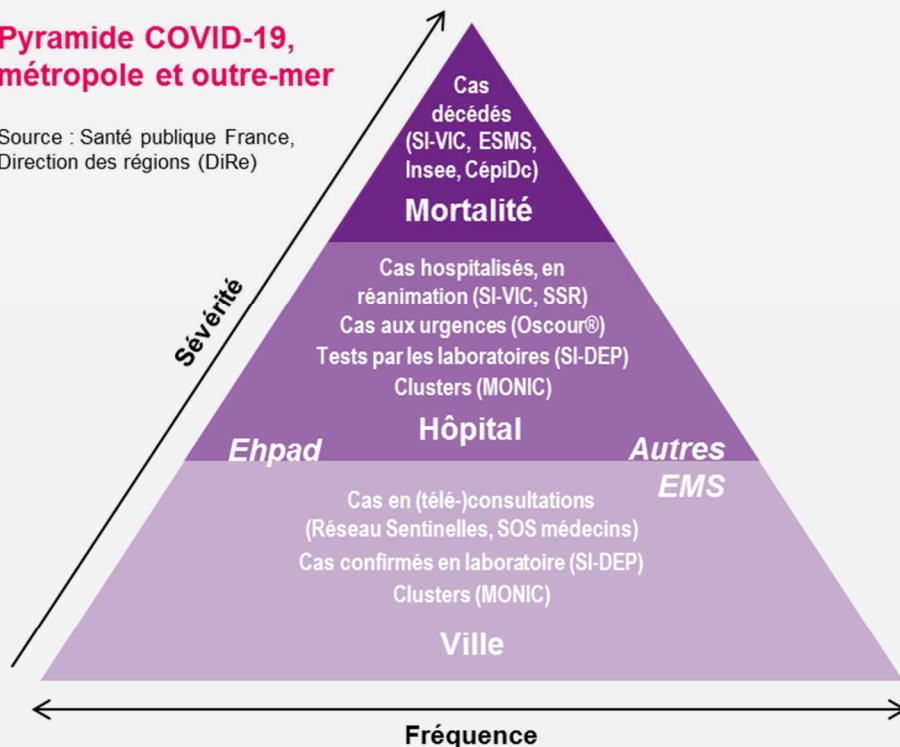 Pyramide COVID-19,
métropole et outre-mer
Source : Santé publique France,
Direction des régions (DiRe)
Cas
décédés
(SI-VIC, ESMS,
Insee, CépiDc)
Mortalité
Sévérité
Cas hospitalisés, en
réanimation (SI-VIC, SSR)
Cas aux urgences (Oscour®)
Tests par les laboratoires (SI-DEP)
Clusters (MONIC)
Hôpital
Ehpad
Autres
EMS
Cas en (télé-)consultations
(Réseau Sentinelles, SOS médecins)
Cas confirmés en laboratoire (SI-DEP)
Clusters (MONIC)
Ville
Fréquence